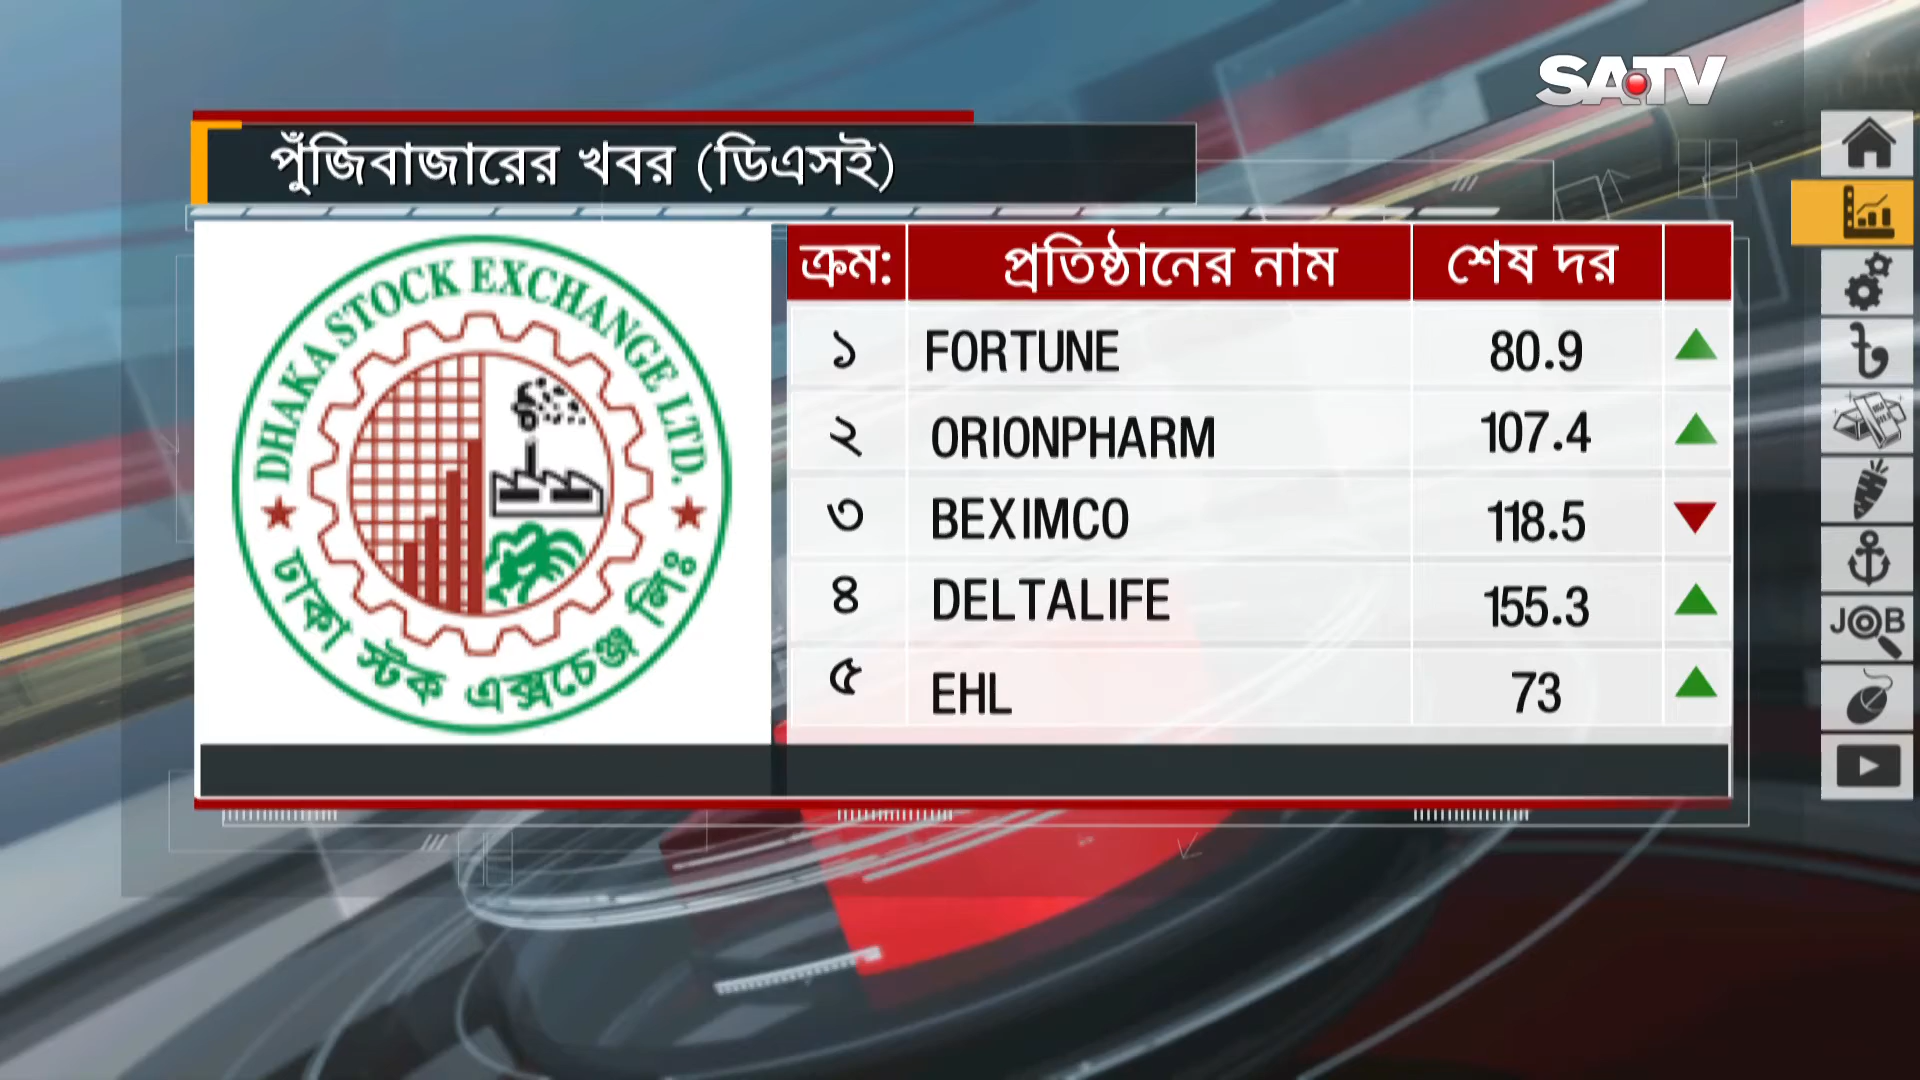 SATV
পুঁজিবাজারের খবর (ডিএসই)
DHAKA STOCK EXCHANGE LTD.
ঢাকা স্টক এক্সচেঞ্জ লিঃ
ক্রম: প্রতিষ্ঠানের নাম শেষ দর
১ FORTUNE 80.9
২ ORIONPHARM 107.4
৩ BEXIMCO 118.5
৪ DELTALIFE 155.3
৫ EHL 73
৳
JOB